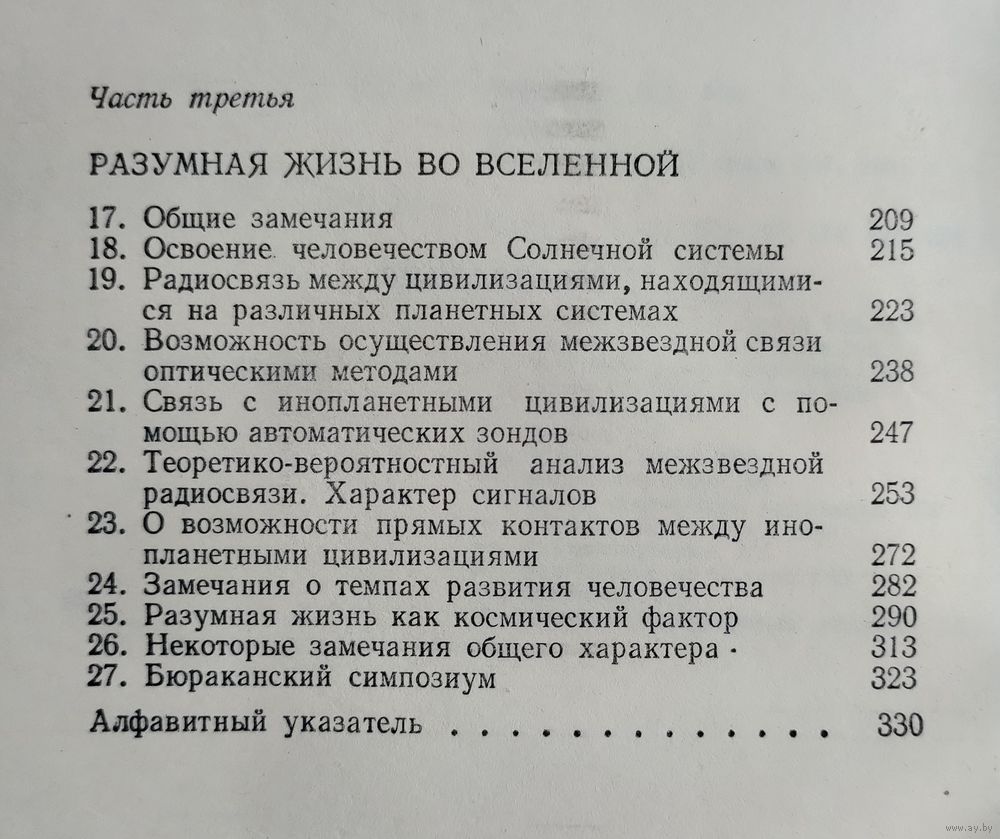 Часть третья
РАЗУМНАЯ ЖИЗНЬ ВО ВСЕЛЕННОЙ
17. Общие замечания 209
18. Освоение человечеством Солнечной системы 215
19. Радиосвязь между цивилизациями, находящими-
ся на различных планетных системах 223
20. Возможность осуществления межзвездной связи
оптическими методами 238
21. Связь с инопланетными цивилизациями с по-
мощью автоматических зондов 247
22. Теоретико-вероятностный анализ межзвездной
радиосвязи. Характер сигналов 253
23. О возможности прямых контактов между ино-
планетными цивилизациями 272
24. Замечания о темпах развития человечества 282
25. Разумная жизнь как космический фактор 290
26. Некоторые замечания общего характера · 313
27. Бюраканский симпозиум 323
Алфавитный указатель . . . . . . . . . . . . . 330
www.ay.by